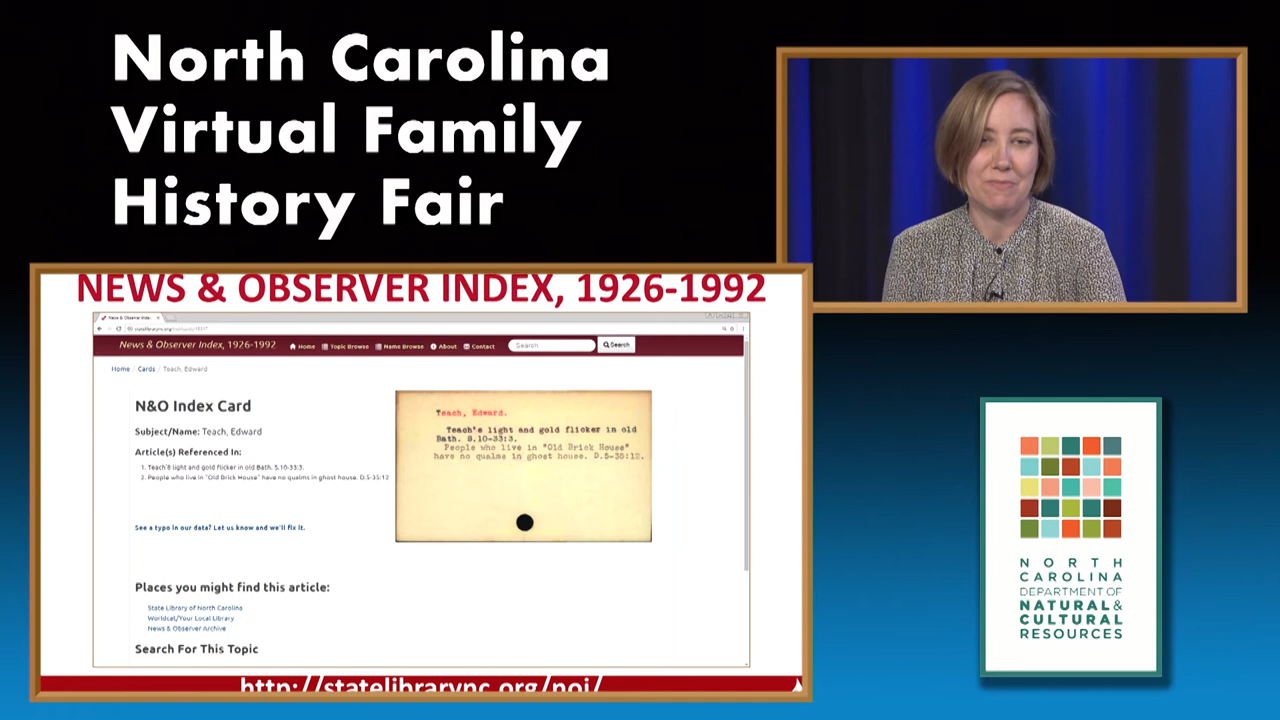 North Carolina
Virtual Family
History Fair
NEWS & OBSERVER INDEX, 1926-1992
News & Observer Index
News & Observer Index, 1926-1992
Home
Topic Browse
Name Browse
About
Contact
Search
Search
Home / Cards / Teach, Edward
N&O Index Card
Subject/Name: Teach, Edward
Article(s) Referenced In:
1. Teach'8 light and gold flicker in old Bath. S.10-33:3.
2. People who live in "Old Brick House" have no qualms in ghost house. D.5-35:12
See a typo in our data? Let us know and we'll fix it.
Places you might find this article:
State Library of North Carolina
Worldcat/Your Local Library
News & Observer Archive
Search For This Topic
Teach, Edward.
Teach's light and gold flicker in old
Bath. S.10-33:3.
People who live in "Old Brick House"
have no qualms in ghost house. D.5-35:12.
http://statelibrarync.org/noi/
NORTH
CAROLINA
DEPARTMENT OF
NATURAL &
CULTURAL
RESOURCES